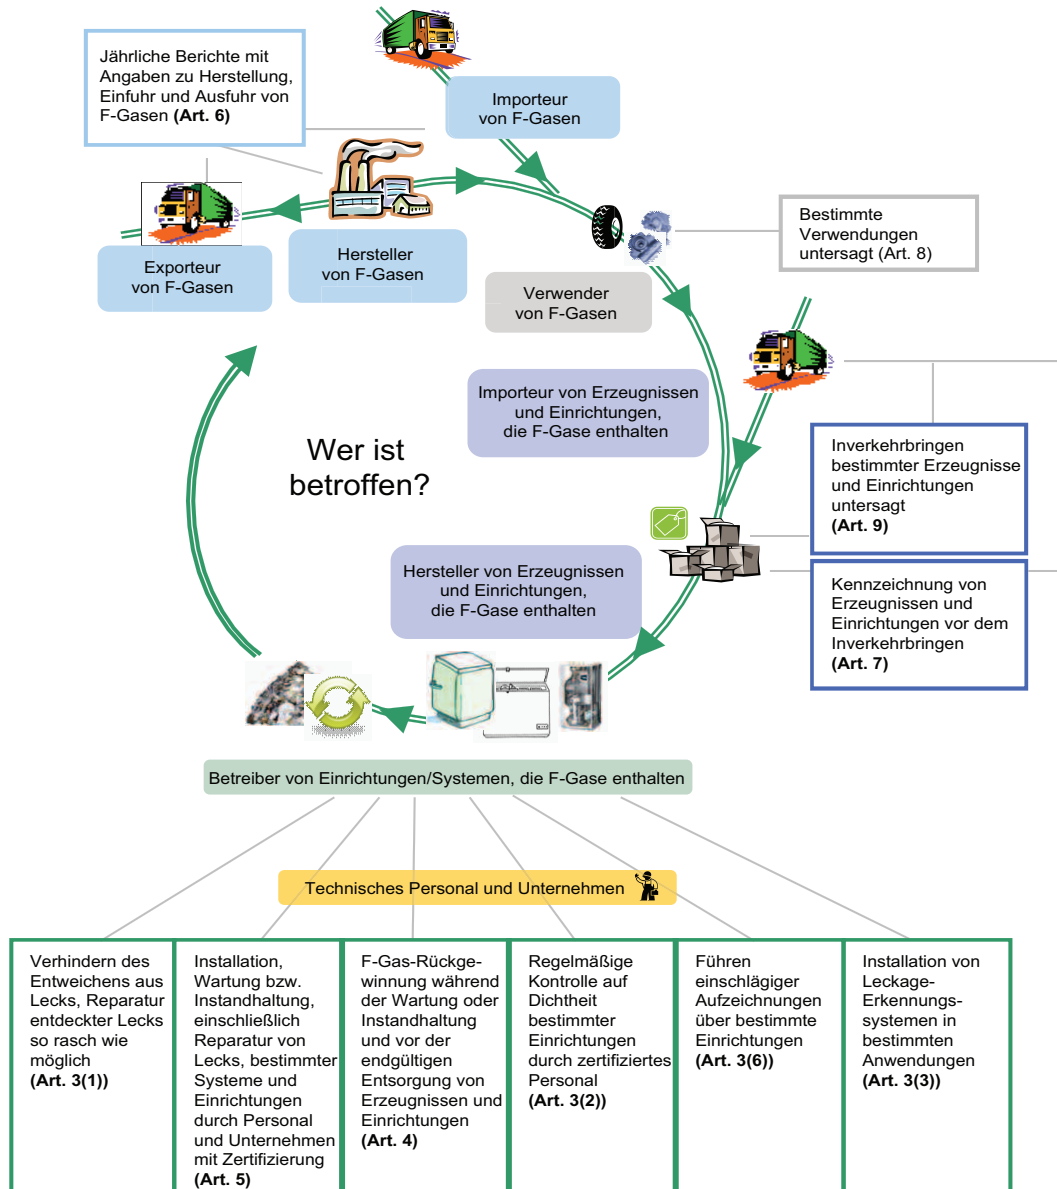 Jährliche Berichte mit
Angaben zu Herstellung,
Einfuhr und Ausfuhr von
F-Gasen (Art. 6)
Importeur
von F-Gasen
Exporteur
von F-Gasen
Hersteller
von F-Gasen
Verwender
von F-Gasen
Bestimmte
Verwendungen
untersagt (Art. 8)
Importeur von Erzeugnissen
und Einrichtungen,
die F-Gase enthalten
Wer ist
betroffen?
Inverkehrbringen
bestimmter Erzeugnisse
und Einrichtungen
untersagt
(Art. 9)
Hersteller von Erzeugnissen
und Einrichtungen,
die F-Gase enthalten
Kennzeichnung von
Erzeugnissen und
Einrichtungen vor dem
Inverkehrbringen
(Art. 7)
Betreiber von Einrichtungen/Systemen, die F-Gase enthalten
Technisches Personal und Unternehmen
Verhindern des
Entweichens aus
Lecks, Reparatur
entdeckter Lecks
so rasch wie
möglich
(Art. 3(1))
Installation,
Wartung bzw.
Instandhaltung,
einschließlich
Reparatur von
Lecks, bestimmter
Systeme und
Einrichtungen
durch Personal
und Unternehmen
mit Zertifizierung
(Art. 5)
F-Gas-Rückge-
winnung während
der Wartung oder
Instandhaltung
und vor der
endgültigen
Entsorgung von
Erzeugnissen und
Einrichtungen
(Art. 4)
Regelmäßige
Kontrolle auf
Dichtheit
bestimmter
Einrichtungen
durch zertifiziertes
Personal
(Art. 3(2))
Führen
einschlägiger
Aufzeichnungen
über bestimmte
Einrichtungen
(Art. 3(6))
Installation von
Leckage-
Erkennungs-
systemen in
bestimmten
Anwendungen
(Art. 3(3))